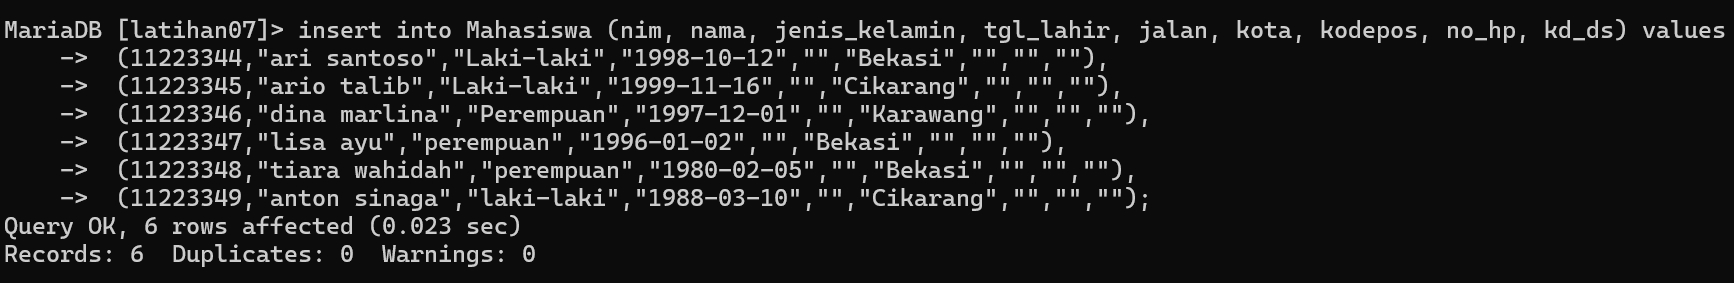 MariaDB [latihan07]> insert into Mahasiswa (nim, nama, jenis_kelamin, tgl_lahir, jalan, kota, kodepos, no_hp, kd_ds) values
    ->  (11223344,"ari santoso","Laki-laki","1998-10-12","","Bekasi","","",""),
    ->  (11223345,"ario talib","Laki-laki","1999-11-16","","Cikarang","","",""),
    ->  (11223346,"dina marlina","Perempuan","1997-12-01","","Karawang","","",""),
    ->  (11223347,"lisa ayu","perempuan","1996-01-02","","Bekasi","","",""),
    ->  (11223348,"tiara wahidah","perempuan","1980-02-05","","Bekasi","","",""),
    ->  (11223349,"anton sinaga","laki-laki","1988-03-10","","Cikarang","","","");
Query OK, 6 rows affected (0.023 sec)
Records: 6  Duplicates: 0  Warnings: 0